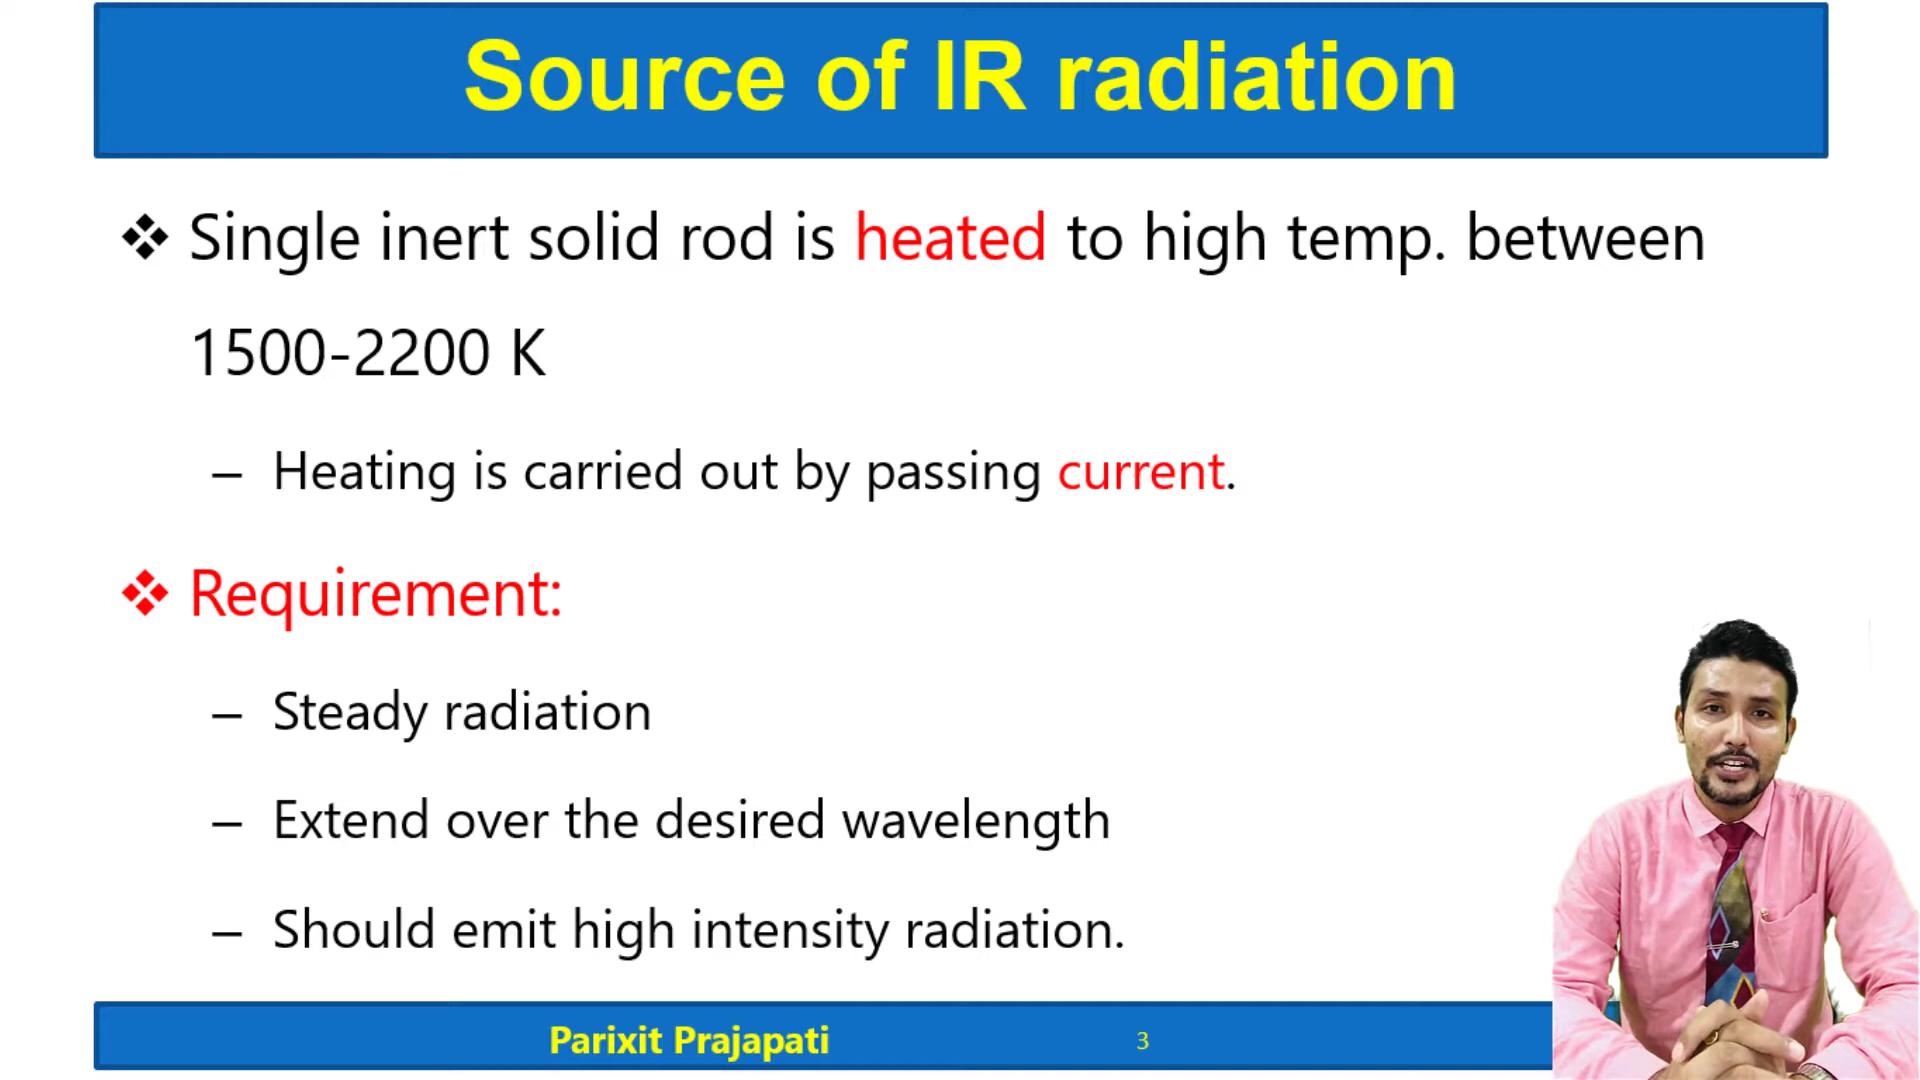 Source of IR radiation
❖ Single inert solid rod is heated to high temp. between
1500-2200 K
– Heating is carried out by passing current.
❖ Requirement:
– Steady radiation
– Extend over the desired wavelength
– Should emit high intensity radiation.
Parixit Prajapati 3